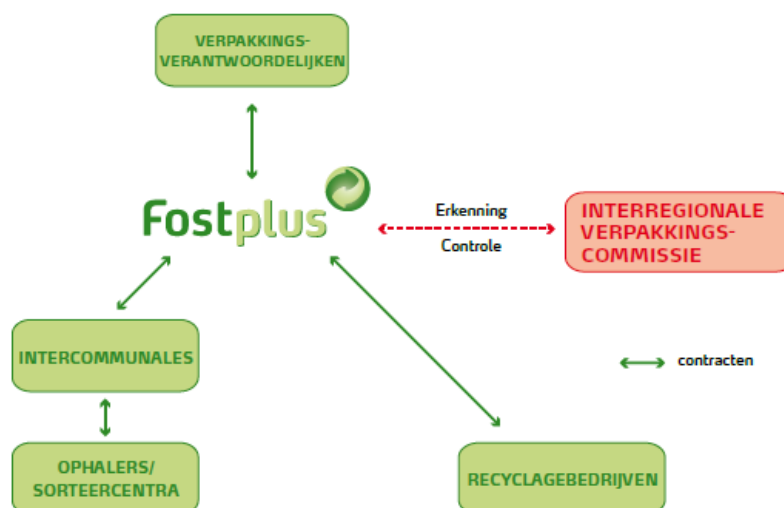 VERPAKKINGS-
VERANTWOORDELIJKEN
Fostplus
Erkenning
Controle
INTERREGIONALE
VERPAKKINGS-
COMMISSIE
INTERCOMMUNALES
contracten
OPHALERS/
SORTEERCENTRA
RECYCLAGEBEDRIJVEN